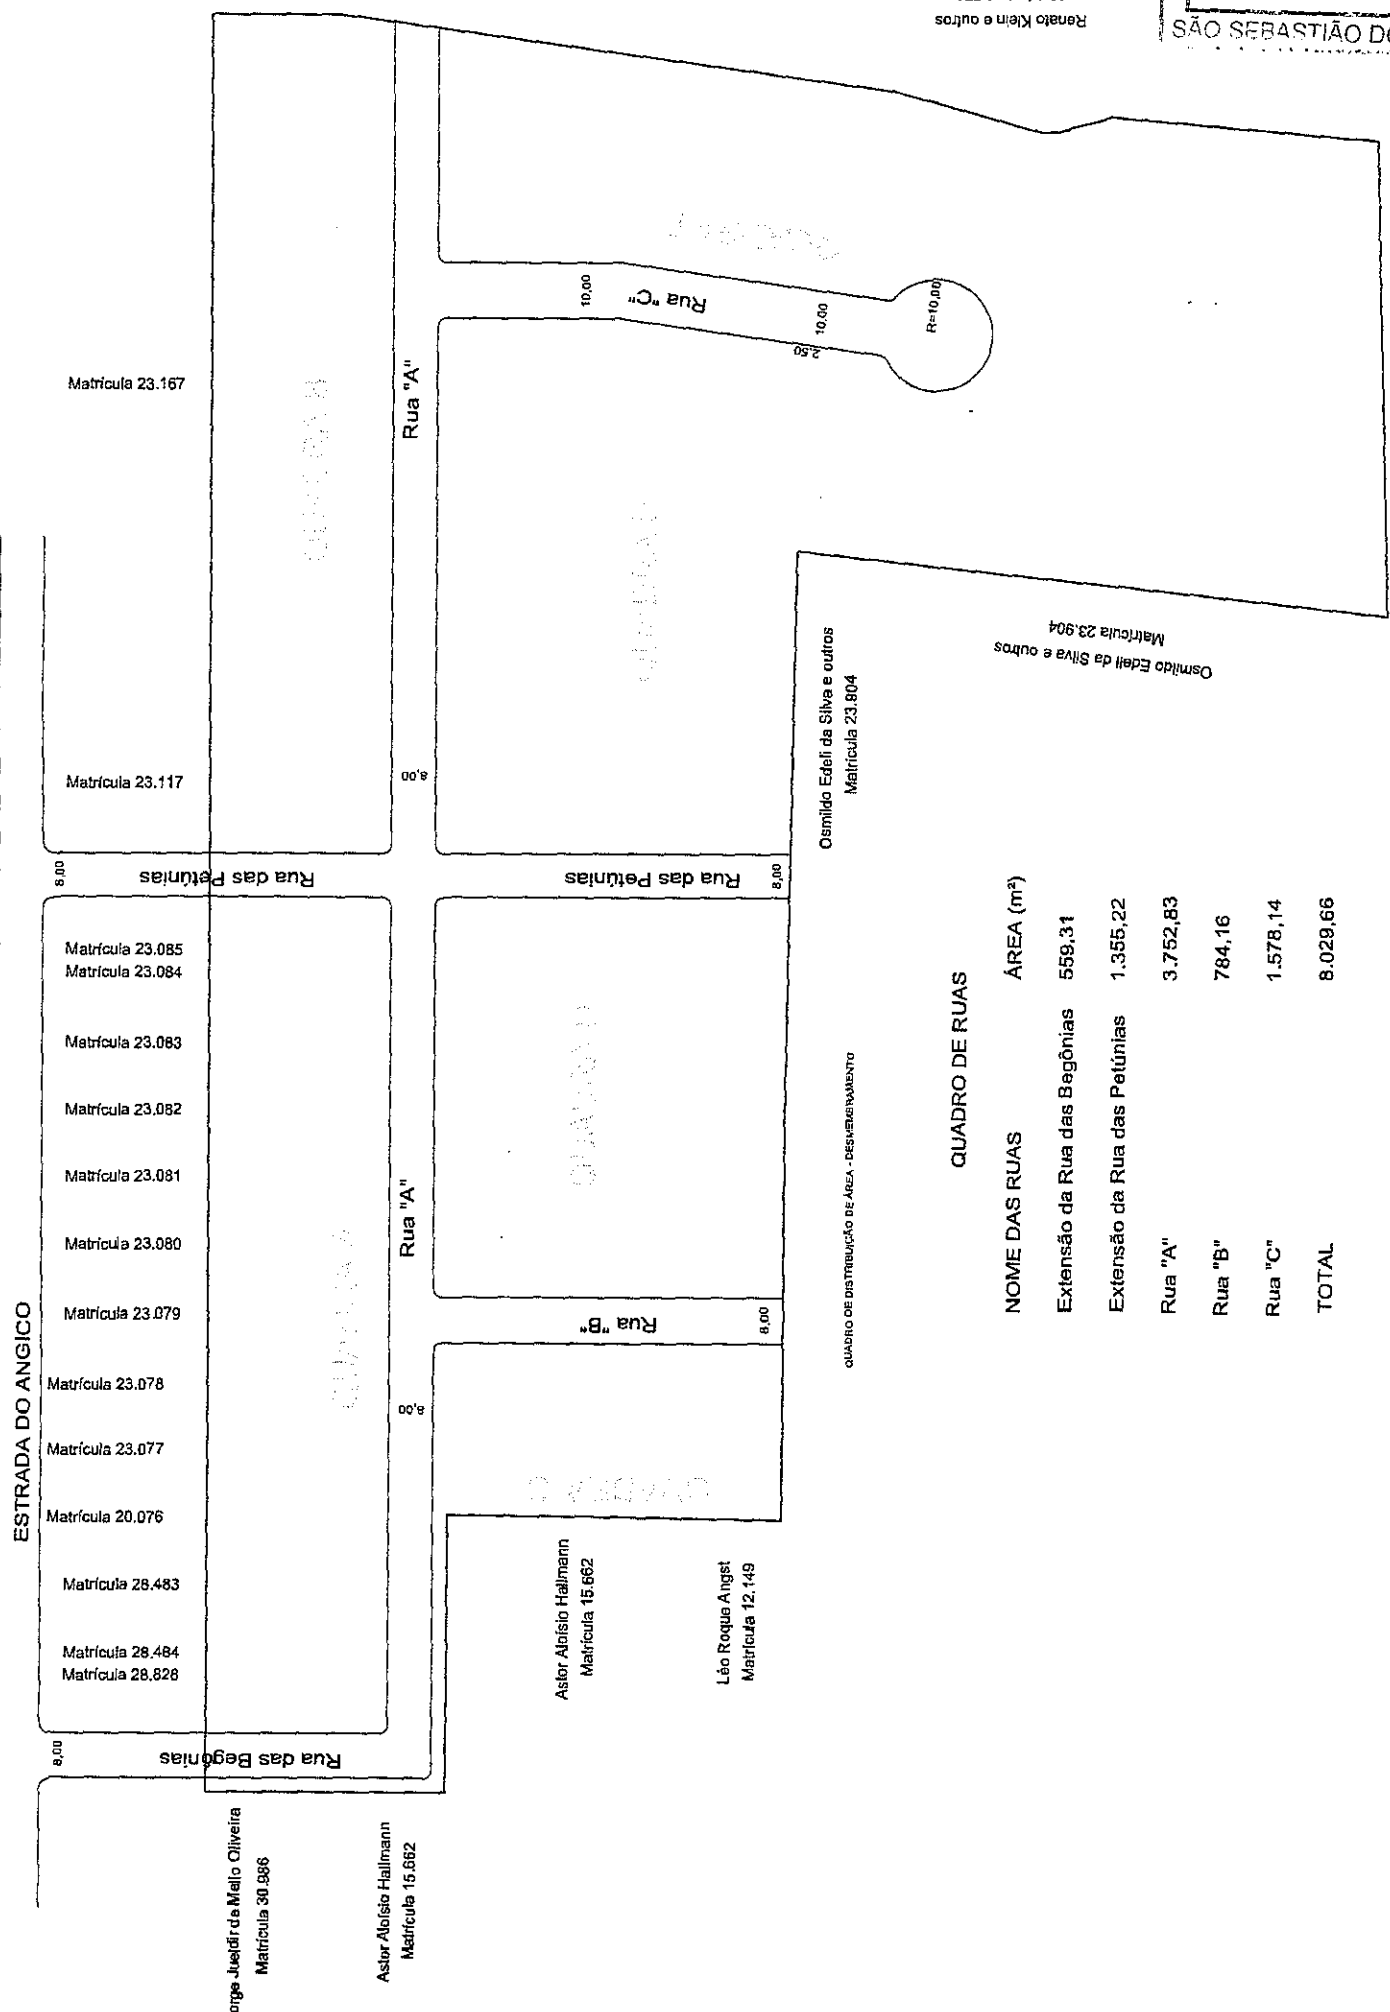 SÃO SEBASTIÃO DO
Renato Klein e outros
ESTRADA DO ANGICO
Matrícula 23.167
Matrícula 23.117
Matrícula 23.085
Matrícula 23.084
Matrícula 23.083
Matrícula 23.082
Matrícula 23.081
Matrícula 23.080
Matrícula 23.079
Matrícula 23.078
Matrícula 23.077
Matrícula 20.076
Matrícula 28.483
Matrícula 28.484
Matrícula 28.828
8,00
Rua das Petúnias
8,00
Rua das Begônias
QUADRA B
QUADRA A
Rua "A"
8,00
Rua "A"
8,00
10,00
Rua "C"
10,00
2,50
R=10,00
Rua das Petúnias
8,00
Rua "B"
8,00
Osmildo Edeli da Silva e outros
Matrícula 23.904
Osmildo Edeli da Silva e outros
Matrícula 23.904
Astor Aloísio Hallmann
Matrícula 15.662
Léo Roque Angst
Matrícula 12.149
orge Jueldir de Mello Oliveira
Matrícula 30.986
Astor Aloísio Hallmann
Matrícula 15.662
QUADRO DE DISTRIBUIÇÃO DE ÁREA - DESMEMBRAMENTO
QUADRO DE RUAS
NOME DAS RUAS ÁREA (m²)
Extensão da Rua das Begônias 559,31
Extensão da Rua das Petúnias 1.355,22
Rua "A" 3.752,83
Rua "B" 784,16
Rua "C" 1.578,14
TOTAL 8.029,66